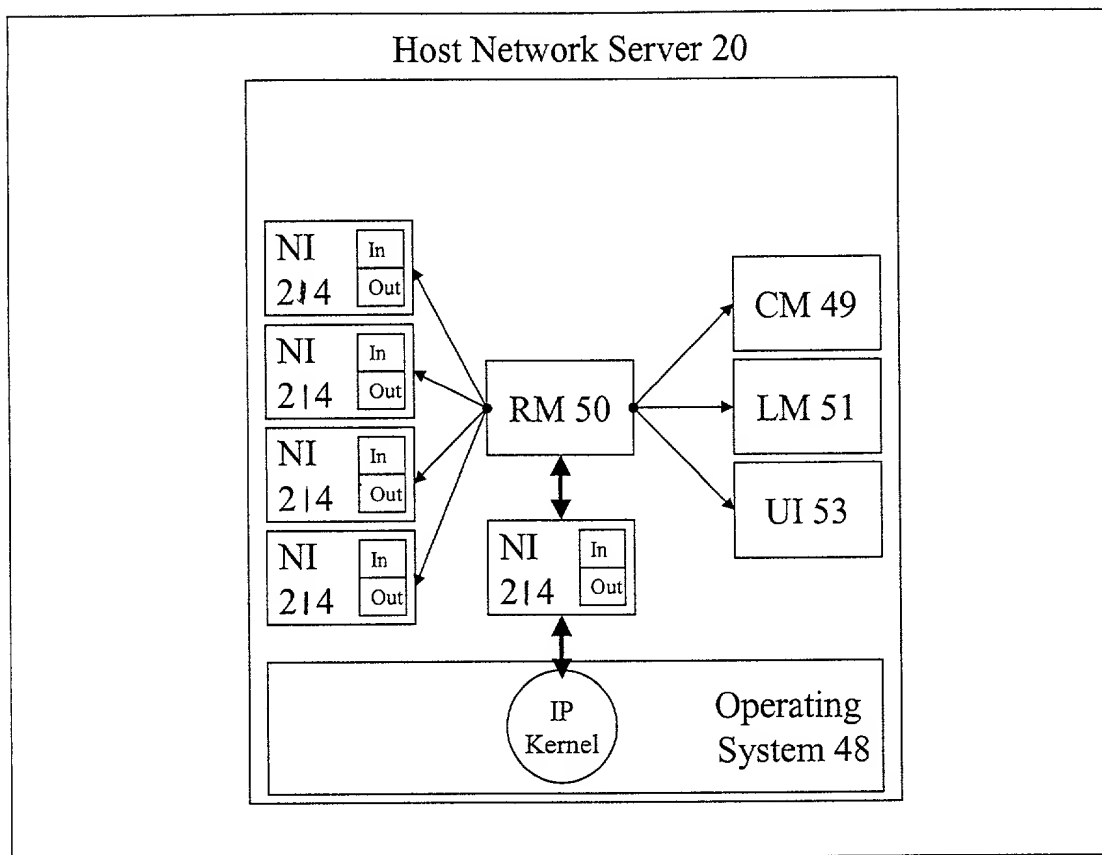 Host Network Server 20
NI
214
In
Out
NI
214
In
Out
NI
214
In
Out
NI
214
In
Out
RM 50
NI
214
In
Out
CM 49
LM 51
UI 53
IP
Kernel
Operating
System 48